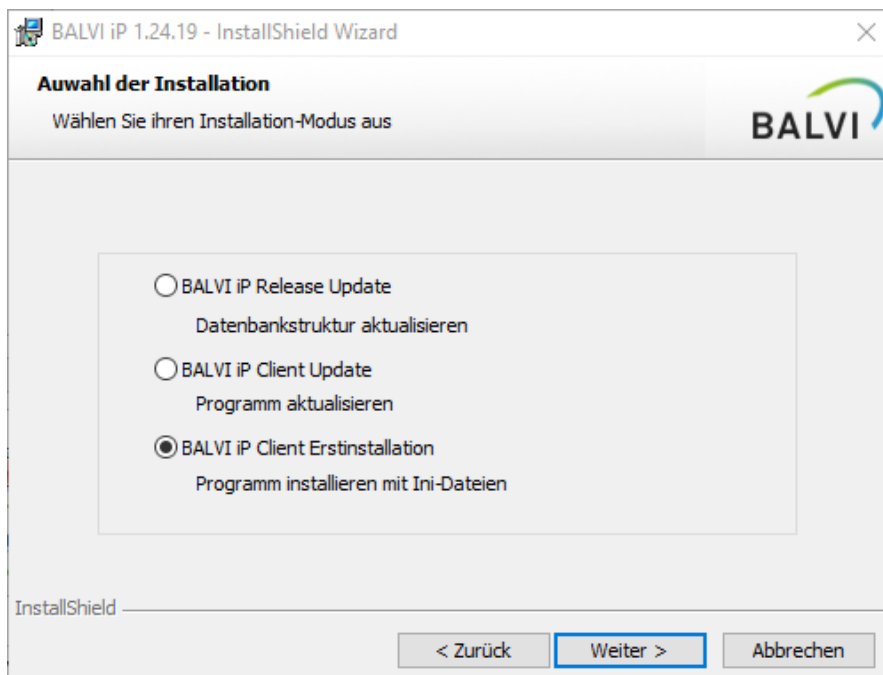 BALVI iP 1.24.19 - InstallShield Wizard
Auwahl der Installation
Wählen Sie ihren Installation-Modus aus
BALVI
BALVI iP Release Update
Datenbankstruktur aktualisieren
BALVI iP Client Update
Programm aktualisieren
BALVI iP Client Erstinstallation
Programm installieren mit Ini-Dateien
InstallShield
< Zurück
Weiter >
Abbrechen